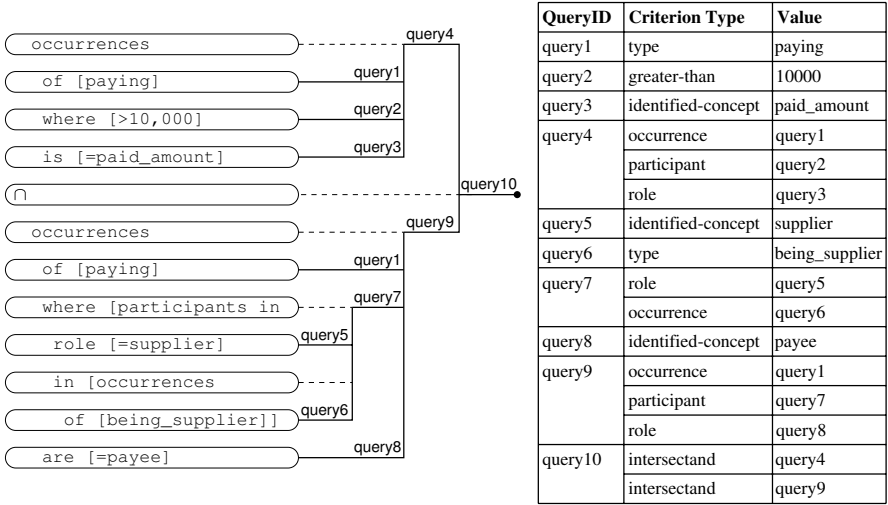 occurrences
of [paying]
where [>10,000]
is [=paid_amount]
∩
occurrences
of [paying]
where [participants in
role [=supplier]
in [occurrences
of [being_supplier]]
are [=payee]
query4
query1
query2
query3
query10
query9
query1
query7
query5
query6
query8
QueryID Criterion Type Value
query1 type paying
query2 greater-than 10000
query3 identified-concept paid_amount
query4 occurrence query1
participant query2
role query3
query5 identified-concept supplier
query6 type being_supplier
query7 role query5
occurrence query6
query8 identified-concept payee
query9 occurrence query1
participant query7
role query8
query10 intersectand query4
intersectand query9